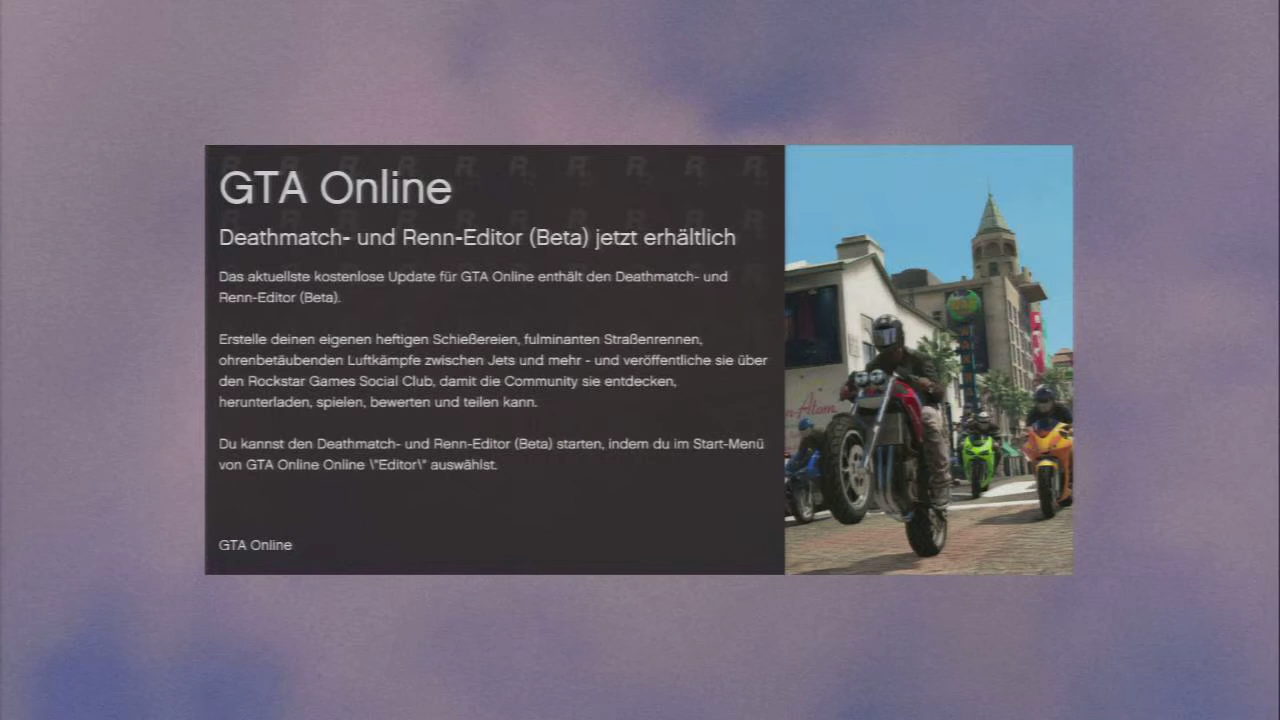 GTA Online
Deathmatch- und Renn-Editor (Beta) jetzt erhältlich
Das aktuellste kostenlose Update für GTA Online enthält den Deathmatch- und
Renn-Editor (Beta).
Erstelle deinen eigenen heftigen Schießereien, fulminanten Straßenrennen,
ohrenbetäubenden Luftkämpfe zwischen Jets und mehr - und veröffentliche sie über
den Rockstar Games Social Club, damit die Community sie entdecken,
herunterladen, spielen, bewerten und teilen kann.
Du kannst den Deathmatch- und Renn-Editor (Beta) starten, indem du im Start-Menü
von GTA Online Online \"Editor\" auswählst.
GTA Online